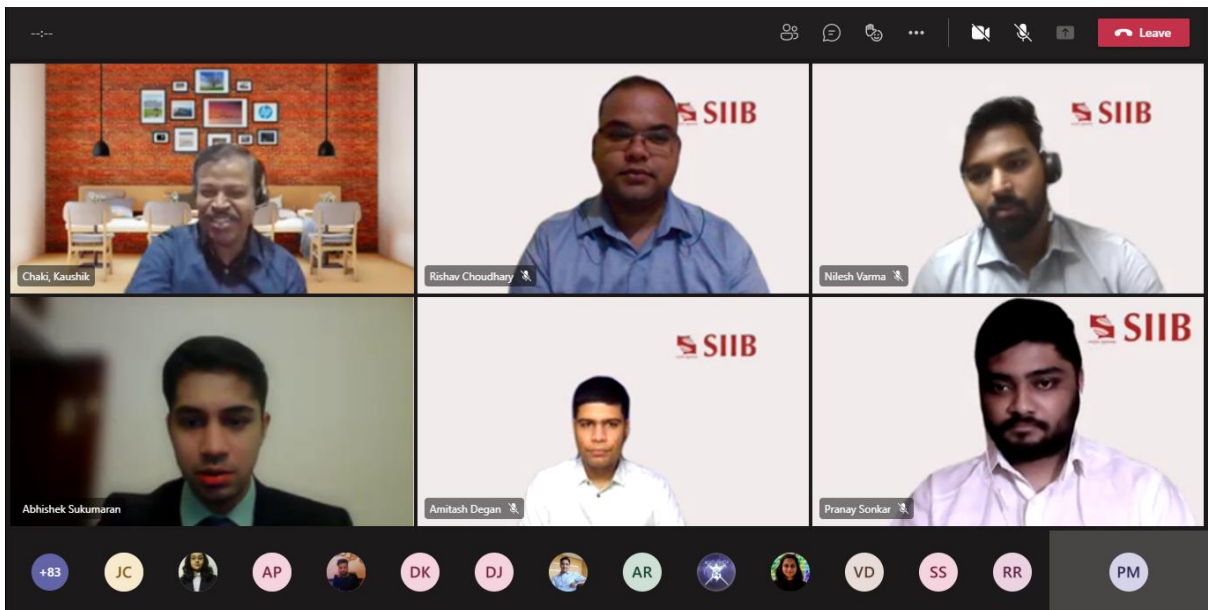 --:--
Leave
SIIB
SIIB
Chaki, Kaushik
Rishav Choudhary
Nilesh Varma
SIIB
SIIB
Abhishek Sukumaran
Amitash Degan
Pranay Sonkar
+83
JC
AP
DK
DJ
AR
VD
SS
RR
PM